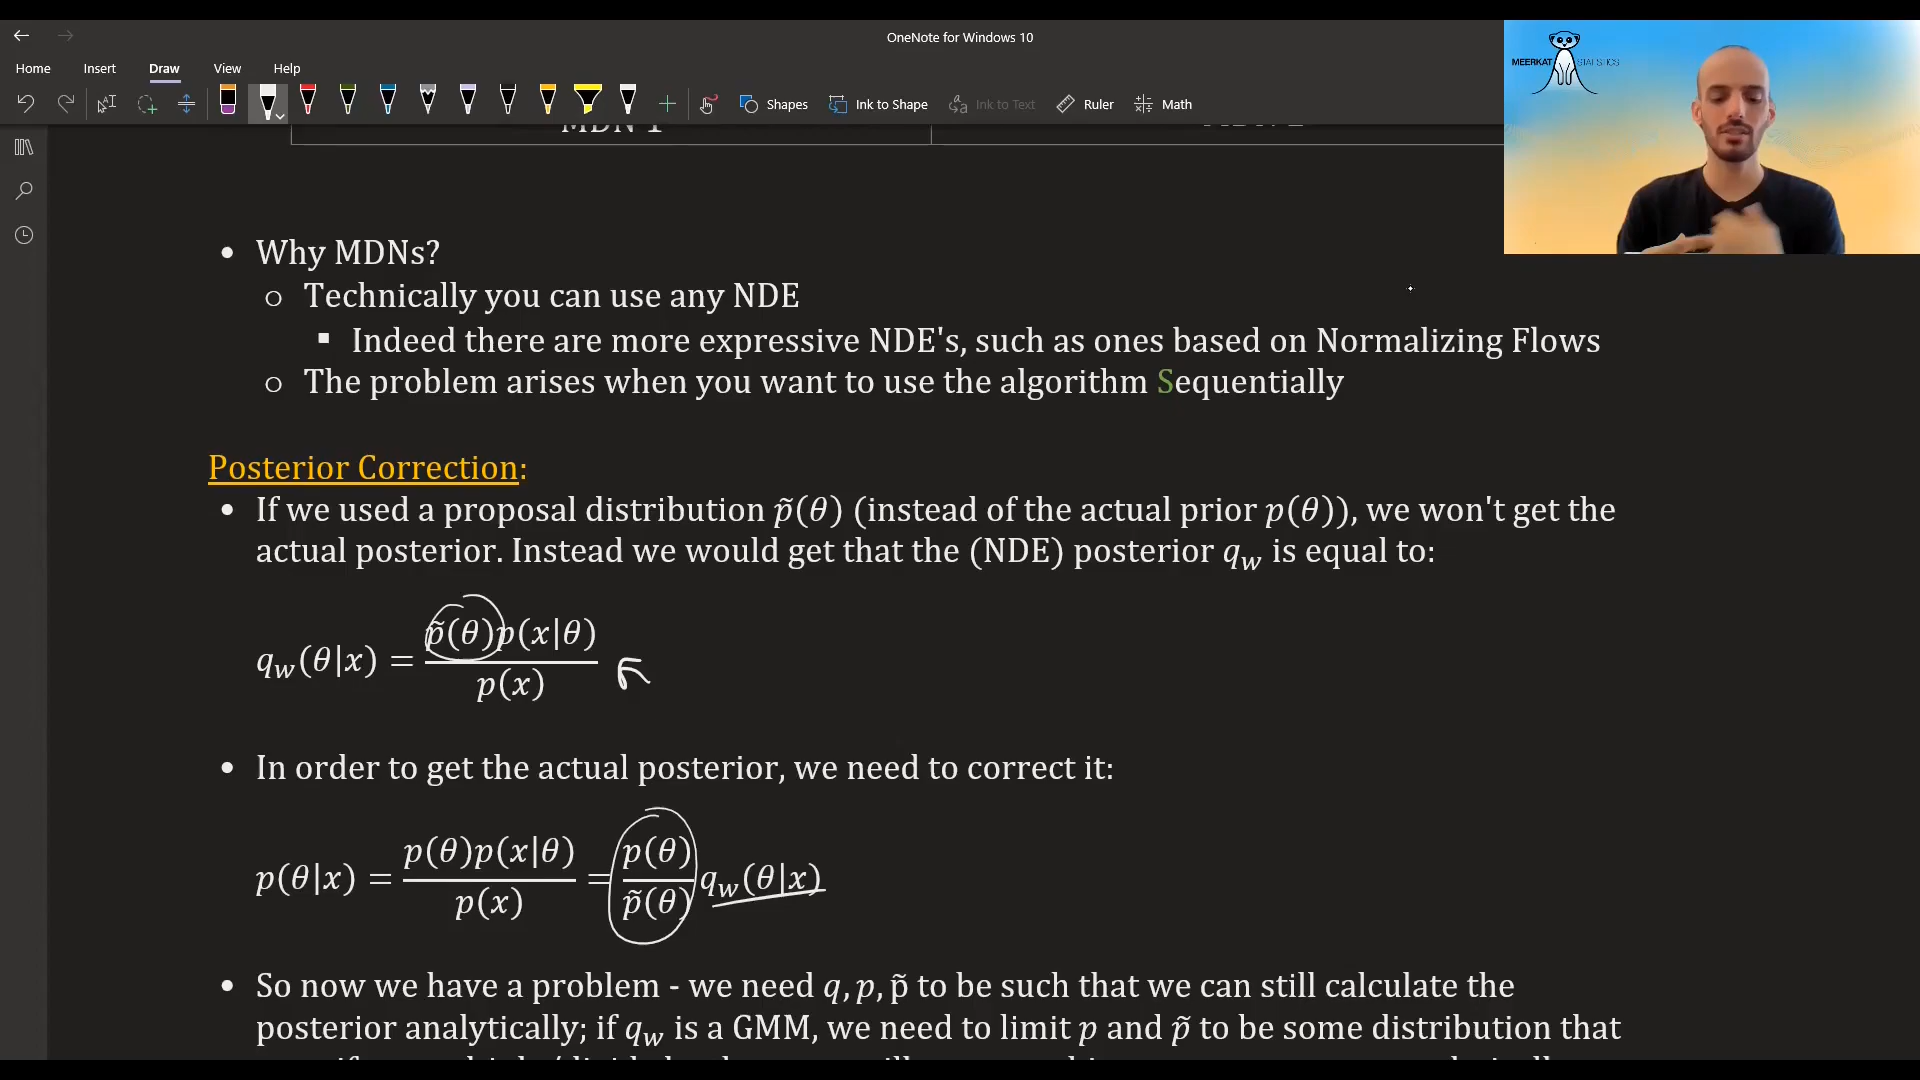 OneNote for Windows 10
Home Insert Draw View Help
Shapes Ink to Shape Ink to Text Ruler Math
MEERKAT STATISTICS
MDN 1
• Why MDNs?
○ Technically you can use any NDE
▪ Indeed there are more expressive NDE's, such as ones based on Normalizing Flows
○ The problem arises when you want to use the algorithm Sequentially
Posterior Correction:
• If we used a proposal distribution p̃(θ) (instead of the actual prior p(θ)), we won't get the
actual posterior. Instead we would get that the (NDE) posterior q_w is equal to:
q_w(θ|x) = p̃(θ)p(x|θ) / p(x)
• In order to get the actual posterior, we need to correct it:
p(θ|x) = p(θ)p(x|θ) / p(x) = p(θ) / p̃(θ) q_w(θ|x)
• So now we have a problem - we need q, p, p̃ to be such that we can still calculate the
posterior analytically; if q_w is a GMM, we need to limit p and p̃ to be some distribution that